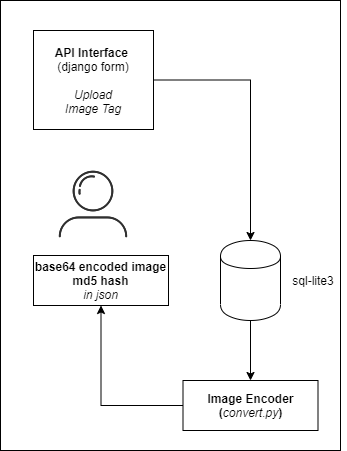 API Interface
(django form)
Upload
Image Tag
base64 encoded image
md5 hash
in json
sql-lite3
Image Encoder
(convert.py)